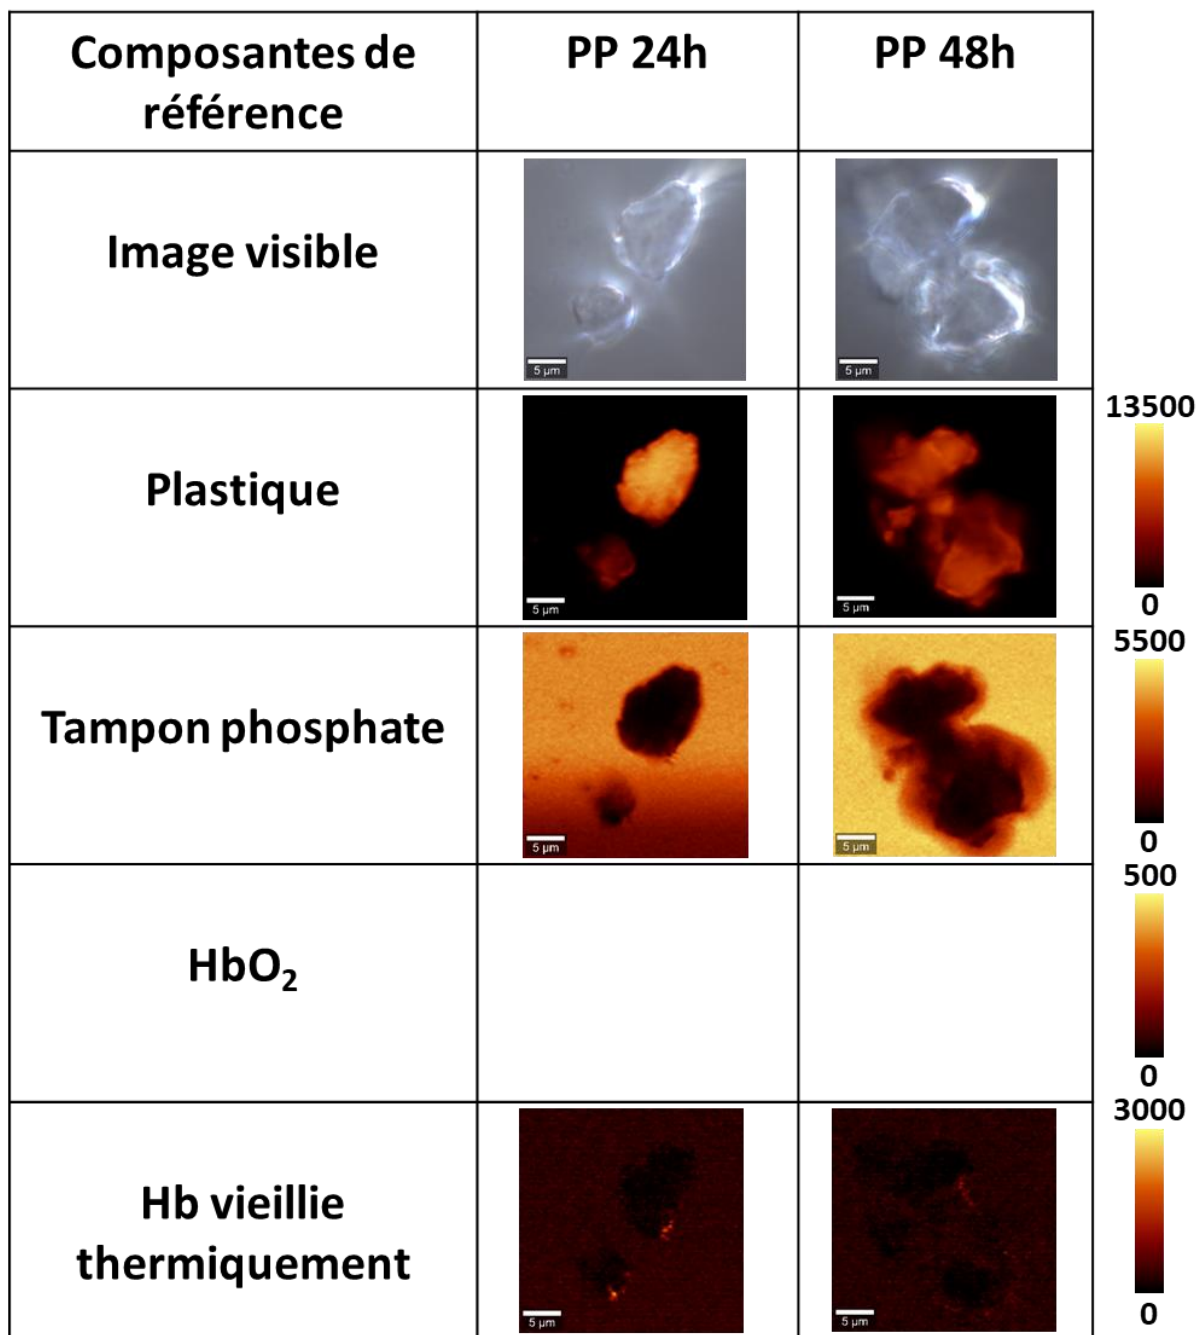 Composantes de
référence
PP 24h
PP 48h
Image visible
5 µm
5 µm
Plastique
5 µm
5 µm
13500
0
Tampon phosphate
5 µm
5 µm
5500
0
HbO₂
500
0
Hb vieillie
thermiquement
5 µm
5 µm
3000
0